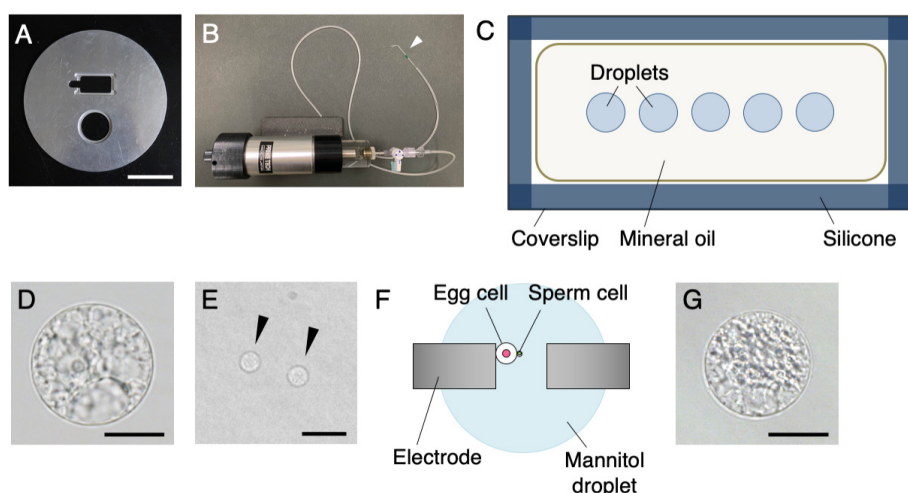 A
B
C
Droplets
Coverslip
Mineral oil
Silicone
D
E
F
Egg cell
Sperm cell
Electrode
Mannitol
droplet
G